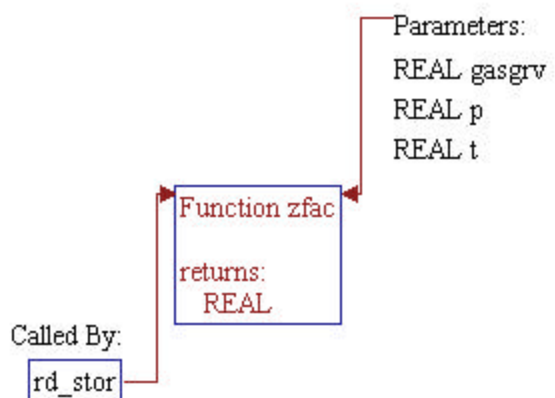 Parameters:
REAL gasgrv
REAL p
REAL t
Function zfac
returns:
REAL
Called By:
rd_stor